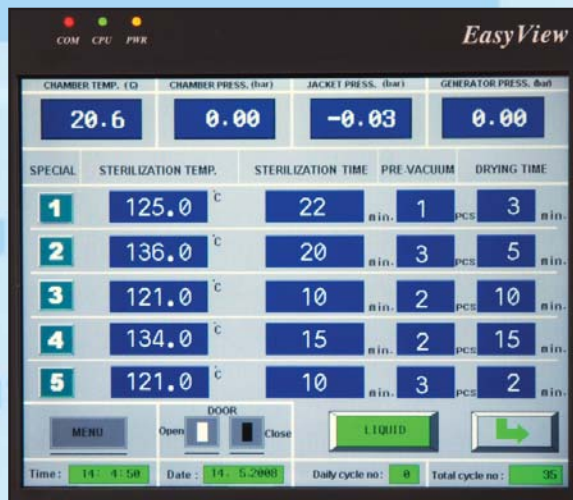 COM CPU PWR
EasyView
CHAMBER TEMP. (C) CHAMBER PRESS. (bar) JACKET PRESS. (bar) GENERATOR PRESS. (bar)
20.6 0.00 -0.03 0.00
SPECIAL STERILIZATION TEMP. STERILIZATION TIME PRE-VACUUM DRYING TIME
1 125.0 °C 22 min. 1 pcs 3 min.
2 136.0 °C 20 min. 3 pcs 5 min.
3 121.0 °C 10 min. 2 pcs 10 min.
4 134.0 °C 15 min. 2 pcs 15 min.
5 121.0 °C 10 min. 3 pcs 2 min.
DOOR
MENU Open Close LIQUID
Time: 14: 4:50 Date: 14. 5.2008 Daily cycle no: 0 Total cycle no: 35